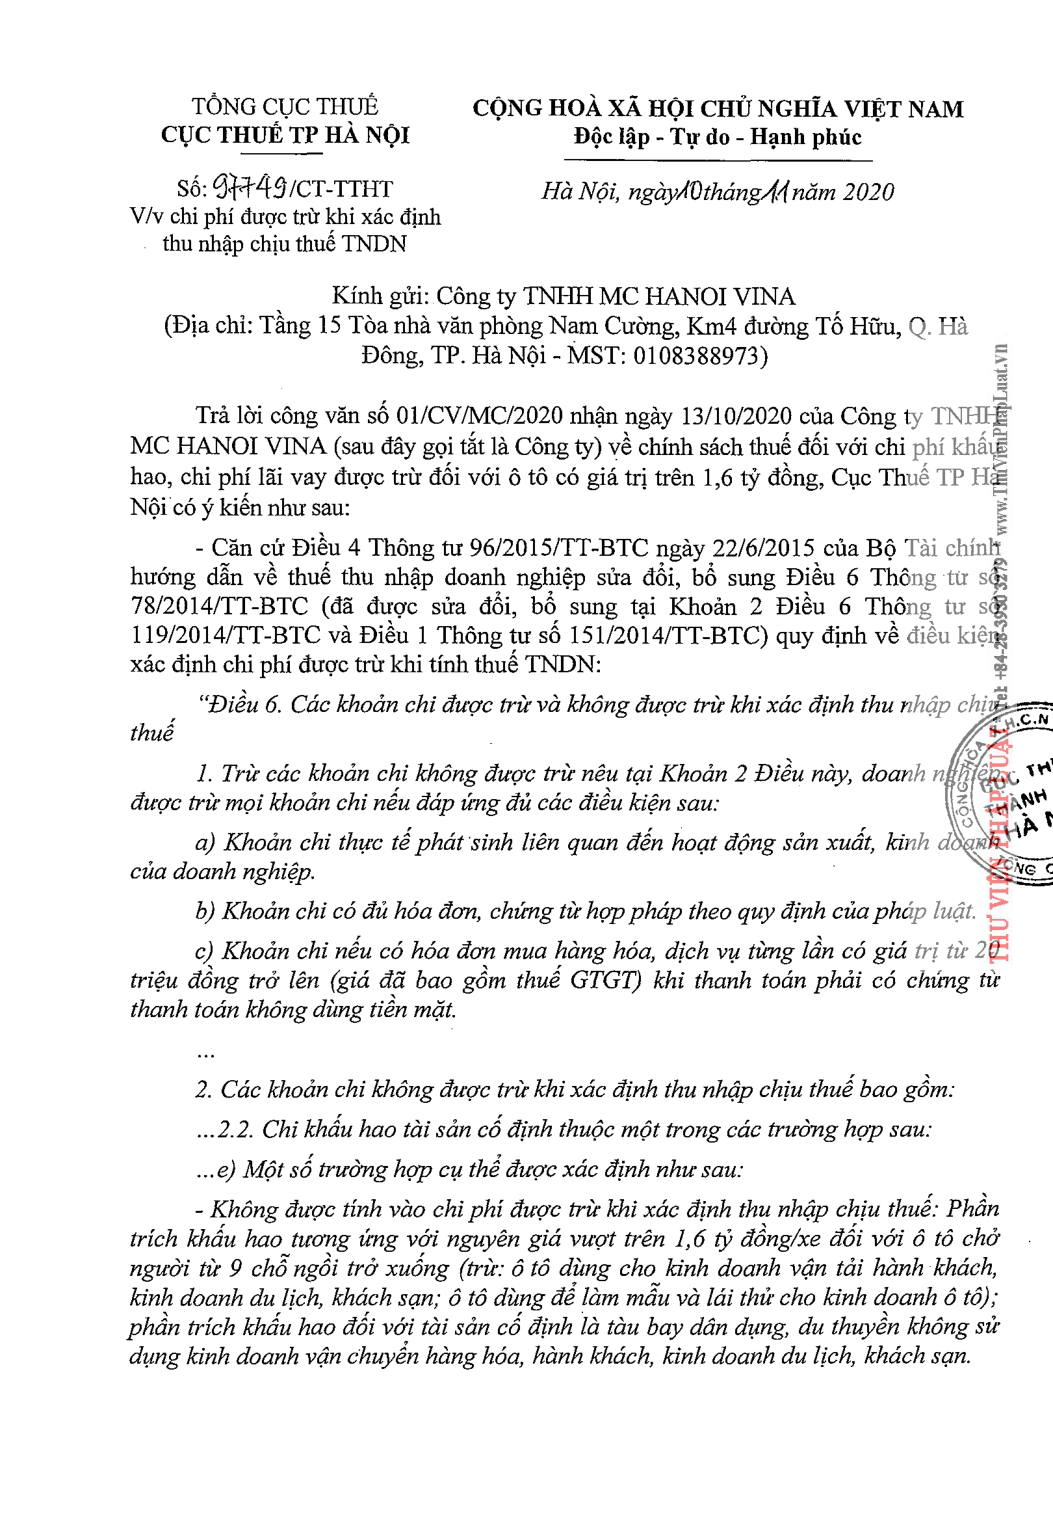 TỔNG CỤC THUẾ
CỤC THUẾ TP HÀ NỘI
CỘNG HOÀ XÃ HỘI CHỦ NGHĨA VIỆT NAM
Độc lập - Tự do - Hạnh phúc
Số: 97749/CT-TTHT
V/v chi phí được trừ khi xác định
thu nhập chịu thuế TNDN
Hà Nội, ngày 10 tháng 11 năm 2020
Kính gửi: Công ty TNHH MC HANOI VINA
(Địa chỉ: Tầng 15 Tòa nhà văn phòng Nam Cường, Km4 đường Tố Hữu, Q. Hà
Đông, TP. Hà Nội - MST: 0108388973)
Trả lời công văn số 01/CV/MC/2020 nhận ngày 13/10/2020 của Công ty TNHH
MC HANOI VINA (sau đây gọi tắt là Công ty) về chính sách thuế đối với chi phí khấu
hao, chi phí lãi vay được trừ đối với ô tô có giá trị trên 1,6 tỷ đồng, Cục Thuế TP Hà
Nội có ý kiến như sau:
- Căn cứ Điều 4 Thông tư 96/2015/TT-BTC ngày 22/6/2015 của Bộ Tài chính
hướng dẫn về thuế thu nhập doanh nghiệp sửa đổi, bổ sung Điều 6 Thông tư số
78/2014/TT-BTC (đã được sửa đổi, bổ sung tại Khoản 2 Điều 6 Thông tư số
119/2014/TT-BTC và Điều 1 Thông tư số 151/2014/TT-BTC) quy định về điều kiện
xác định chi phí được trừ khi tính thuế TNDN:
“Điều 6. Các khoản chi được trừ và không được trừ khi xác định thu nhập chịu
thuế
1. Trừ các khoản chi không được trừ nêu tại Khoản 2 Điều này, doanh nghiệp
được trừ mọi khoản chi nếu đáp ứng đủ các điều kiện sau:
a) Khoản chi thực tế phát sinh liên quan đến hoạt động sản xuất, kinh doanh
của doanh nghiệp.
b) Khoản chi có đủ hóa đơn, chứng từ hợp pháp theo quy định của pháp luật.
c) Khoản chi nếu có hóa đơn mua hàng hóa, dịch vụ từng lần có giá trị từ 20
triệu đồng trở lên (giá đã bao gồm thuế GTGT) khi thanh toán phải có chứng từ
thanh toán không dùng tiền mặt.
...
2. Các khoản chi không được trừ khi xác định thu nhập chịu thuế bao gồm:
...2.2. Chi khấu hao tài sản cố định thuộc một trong các trường hợp sau:
...e) Một số trường hợp cụ thể được xác định như sau:
- Không được tính vào chi phí được trừ khi xác định thu nhập chịu thuế: Phần
trích khấu hao tương ứng với nguyên giá vượt trên 1,6 tỷ đồng/xe đối với ô tô chở
người từ 9 chỗ ngồi trở xuống (trừ: ô tô dùng cho kinh doanh vận tải hành khách,
kinh doanh du lịch, khách sạn; ô tô dùng để làm mẫu và lái thử cho kinh doanh ô tô);
phần trích khấu hao đối với tài sản cố định là tàu bay dân dụng, du thuyền không sử
dụng kinh doanh vận chuyển hàng hóa, hành khách, kinh doanh du lịch, khách sạn.
THƯ VIỆN PHÁP LUẬT Tel: +84-28-3930 3279 * www.ThuVienPhapLuat.vn